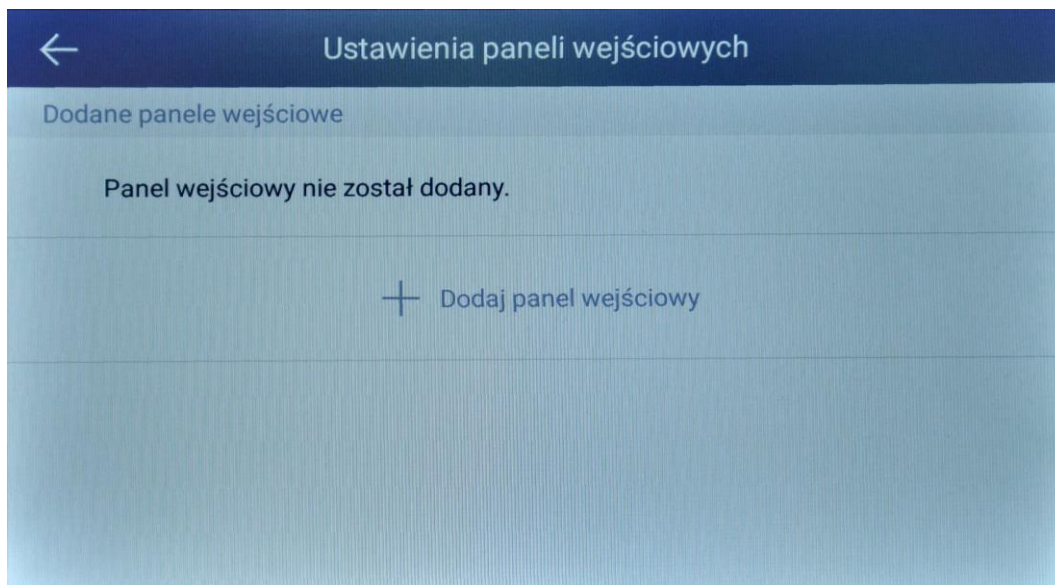 Ustawienia paneli wejściowych
Dodane panele wejściowe
Panel wejściowy nie został dodany.
Dodaj panel wejściowy